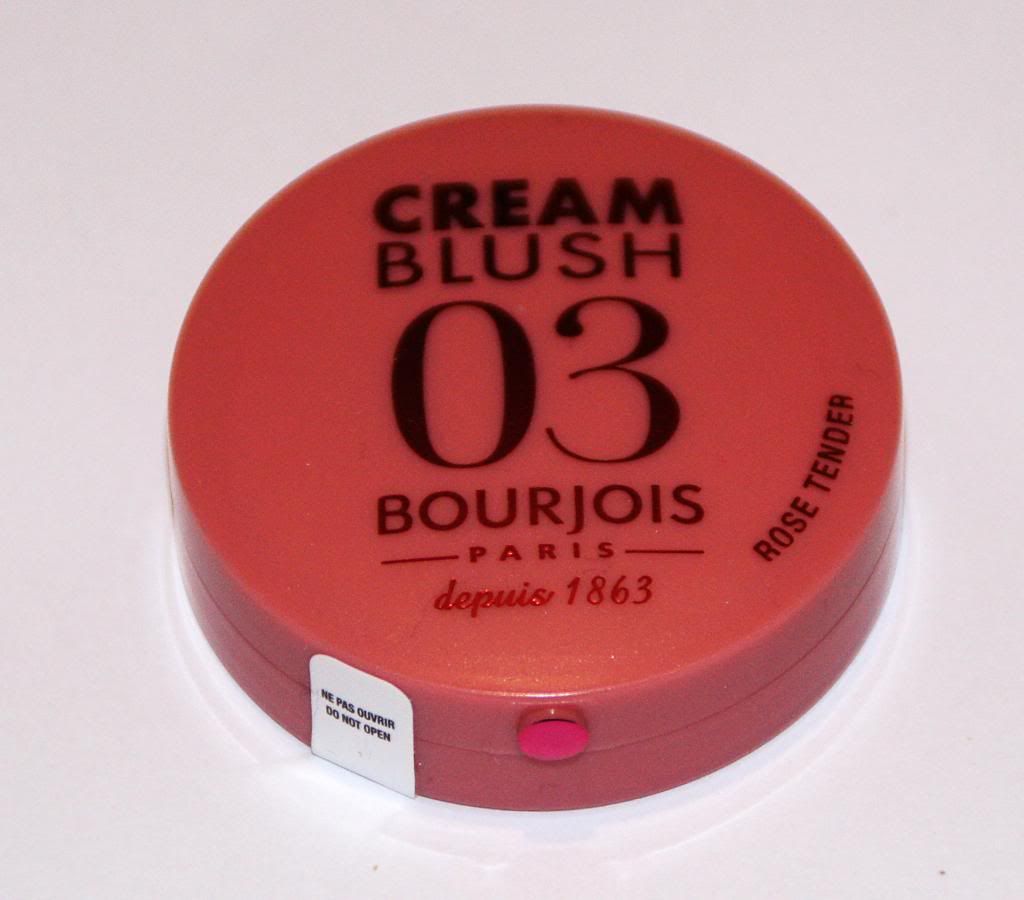 CREAM
BLUSH
03
BOURJOIS
PARIS
depuis 1863
ROSE TENDER
NE PAS OUVRIR
DO NOT OPEN